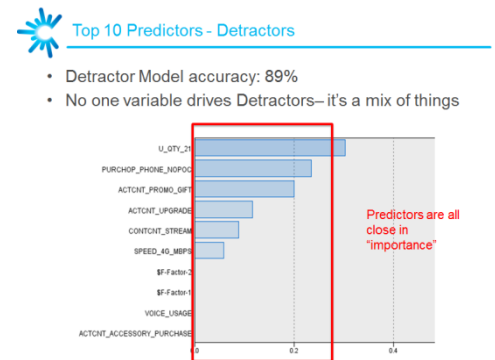 Top 10 Predictors - Detractors
• Detractor Model accuracy: 89%
• No one variable drives Detractors– it's a mix of things
U_QTY_21
PURCHOP_PHONE_NOPOC
ACTCNT_PROMO_GIFT
ACTCNT_UPGRADE
CONTCNT_STREAM
SPEED_4G_MBPS
$F-Factor-2
$F-Factor-1
VOICE_USAGE
ACTCNT_ACCESSORY_PURCHASE
Predictors are all
close in
"importance"
0.0 0.2 0.4